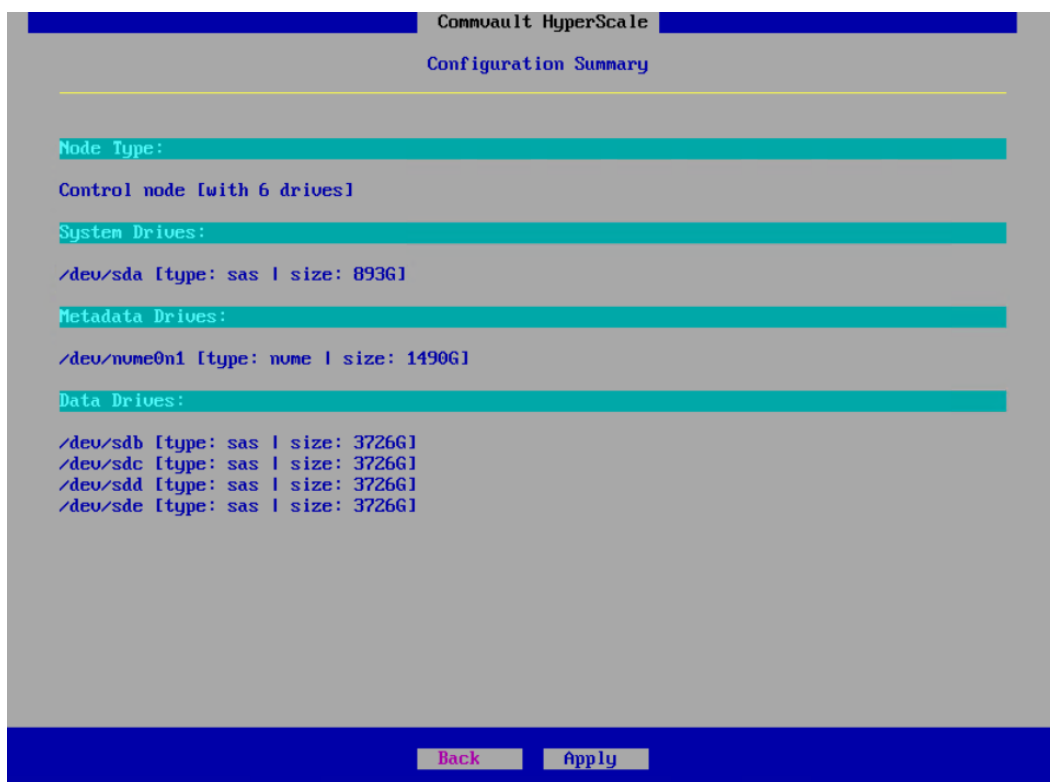 Commvault HyperScale
Configuration Summary
Node Type:
Control node [with 6 drives]
System Drives:
/dev/sda [type: sas | size: 893G]
Metadata Drives:
/dev/nvme0n1 [type: nvme | size: 1490G]
Data Drives:
/dev/sdb [type: sas | size: 3726G]
/dev/sdc [type: sas | size: 3726G]
/dev/sdd [type: sas | size: 3726G]
/dev/sde [type: sas | size: 3726G]
Back Apply